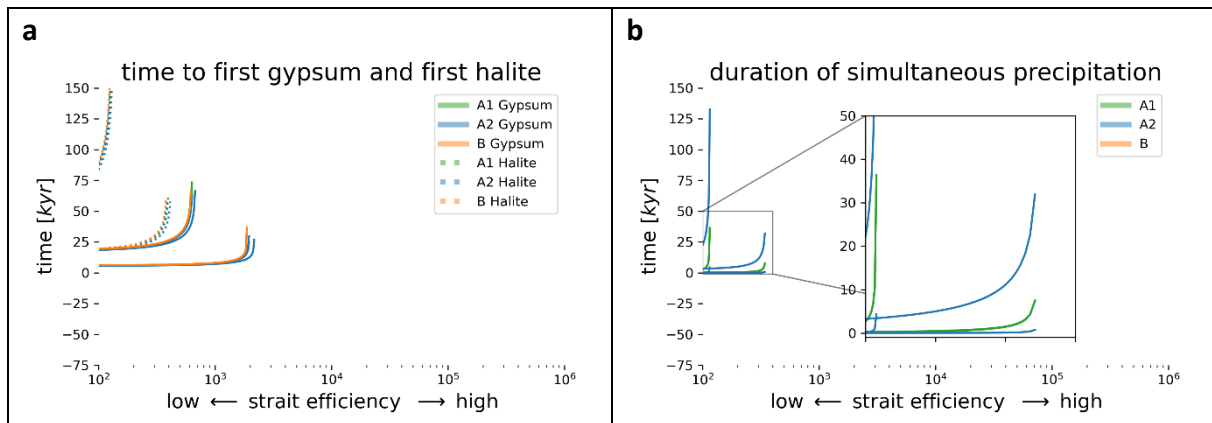 a
time to first gypsum and first halite
150
125
100
75
50
25
0
−25
−50
−75
time [kyr]
A1 Gypsum
A2 Gypsum
B Gypsum
A1 Halite
A2 Halite
B Halite
10² 10³ 10⁴ 10⁵ 10⁶
low ⟵ strait efficiency ⟶ high
b
duration of simultaneous precipitation
150
125
100
75
50
25
0
−25
−50
−75
time [kyr]
50
40
30
20
10
0
A1
A2
B
10² 10³ 10⁴ 10⁵ 10⁶
low ⟵ strait efficiency ⟶ high